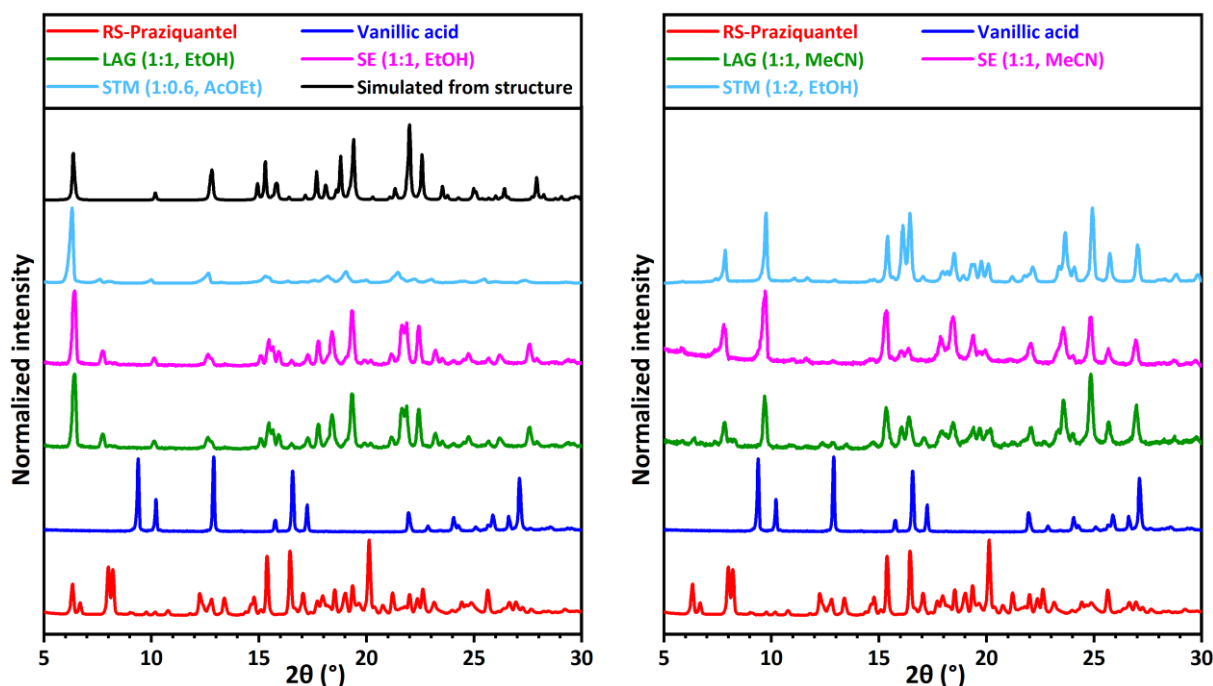 RS-Praziquantel
Vanillic acid
LAG (1:1, EtOH)
SE (1:1, EtOH)
STM (1:0.6, AcOEt)
Simulated from structure
Normalized intensity
5
10
15
20
25
30
2θ (°)
RS-Praziquantel
Vanillic acid
LAG (1:1, MeCN)
SE (1:1, MeCN)
STM (1:2, EtOH)
Normalized intensity
5
10
15
20
25
30
2θ (°)